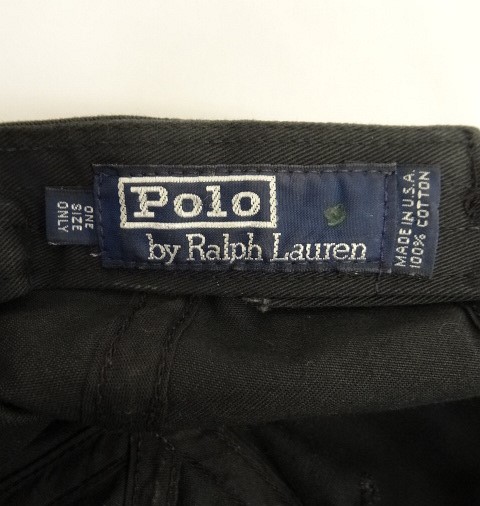 ONE
SIZE
ONLY
Polo
by Ralph Lauren
MADE IN U.S.A.
100% COTTON